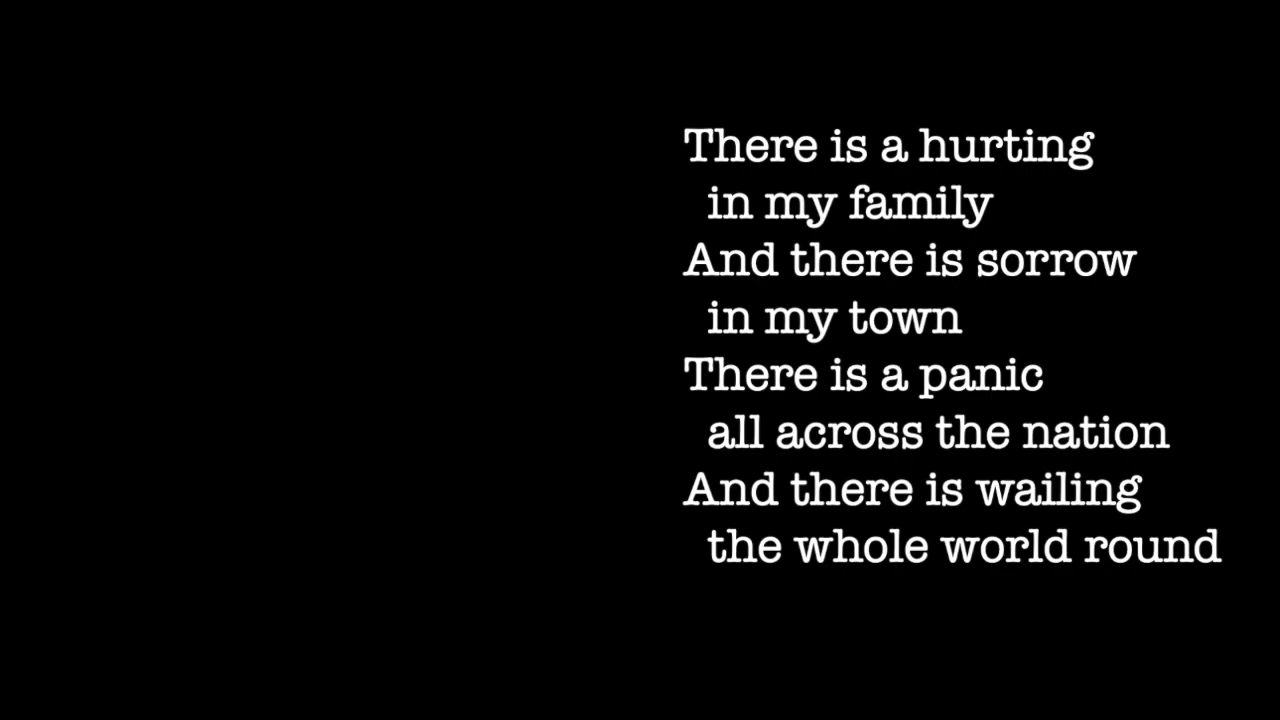 There is a hurting
in my family
And there is sorrow
in my town
There is a panic
all across the nation
And there is wailing
the whole world round